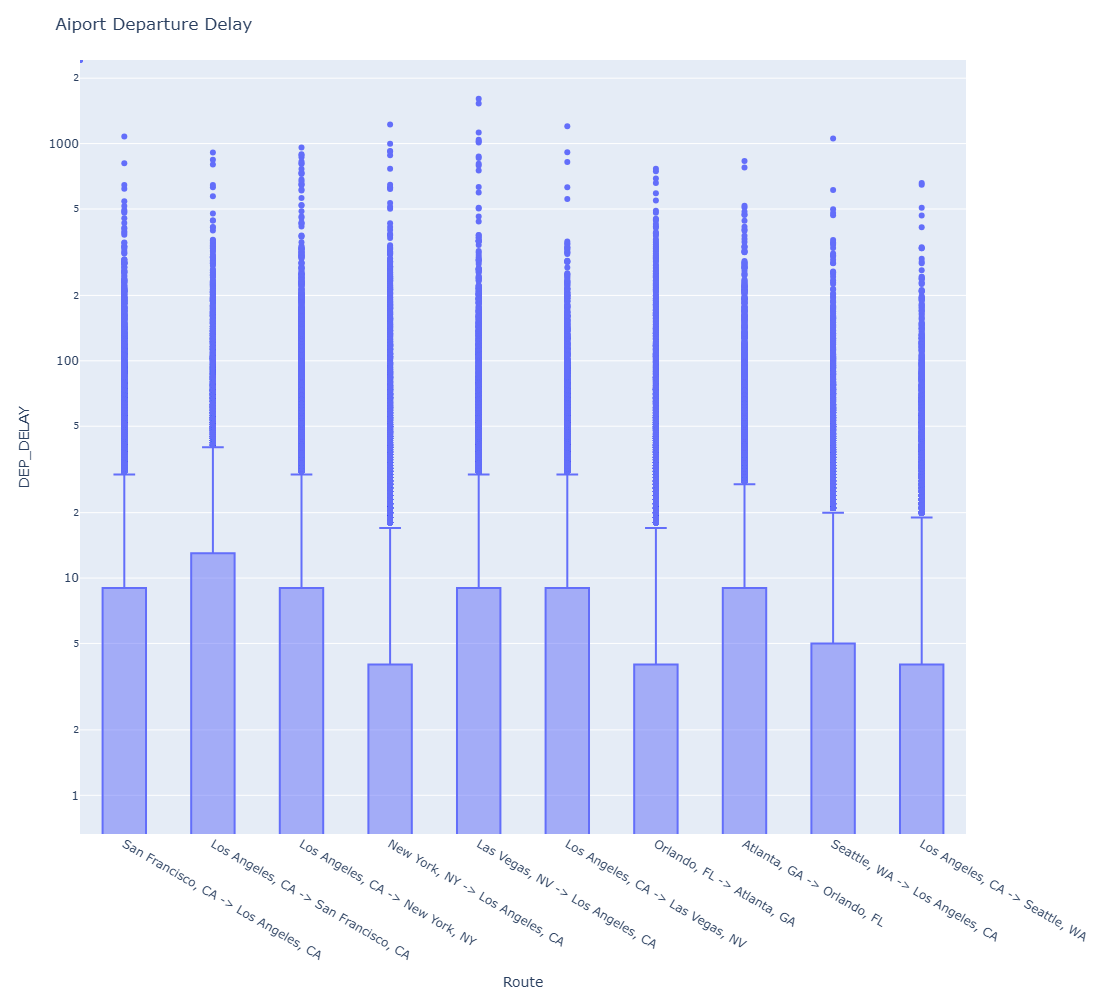 Aiport Departure Delay
2
1000
5
2
100
5
2
10
5
2
1
DEP_DELAY
San Francisco, CA -> Los Angeles, CA
Los Angeles, CA -> San Francisco, CA
Los Angeles, CA -> New York, NY
New York, NY -> Los Angeles, CA
Las Vegas, NV -> Los Angeles, CA
Los Angeles, CA -> Las Vegas, NV
Orlando, FL -> Atlanta, GA
Atlanta, GA -> Orlando, FL
Seattle, WA -> Los Angeles, CA
Los Angeles, CA -> Seattle, WA
Route